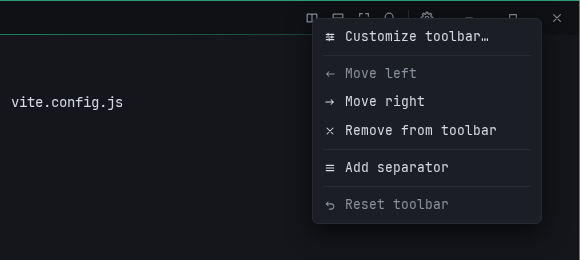 Customize toolbar…
Move left
vite.config.js
Move right
Remove from toolbar
Add separator
Reset toolbar